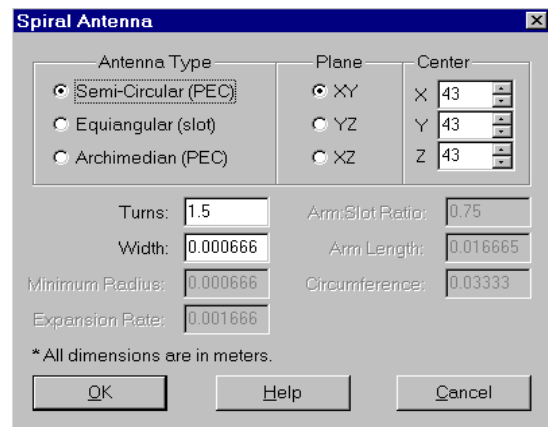 Spiral Antenna
Antenna Type
Semi-Circular (PEC)
Equiangular (slot)
Archimedian (PEC)
Plane
XY
YZ
XZ
Center
X 43
Y 43
Z 43
Turns: 1.5
Width: 0.000666
Minimum Radius: 0.000666
Expansion Rate: 0.001666
Arm:Slot Ratio: 0.75
Arm Length: 0.016665
Circumference: 0.03333
* All dimensions are in meters.
OK
Help
Cancel